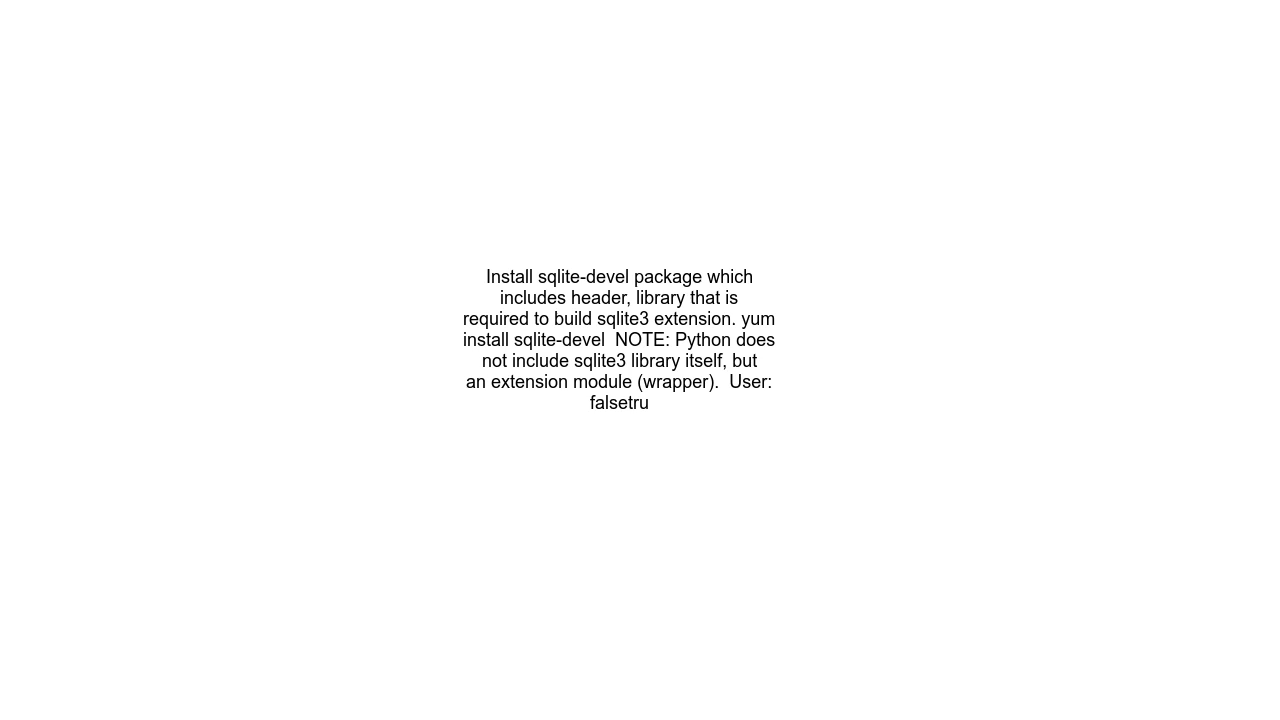 Install sqlite-devel package which
includes header, library that is
required to build sqlite3 extension. yum
install sqlite-devel  NOTE: Python does
not include sqlite3 library itself, but
an extension module (wrapper).  User:
falsetru